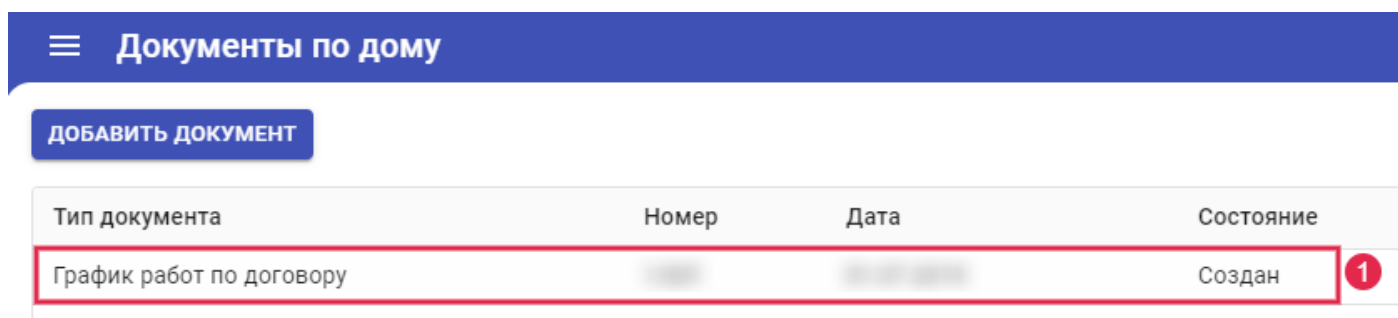 Документы по дому
ДОБАВИТЬ ДОКУМЕНТ
Тип документа Номер Дата Состояние
График работ по договору Создан 1